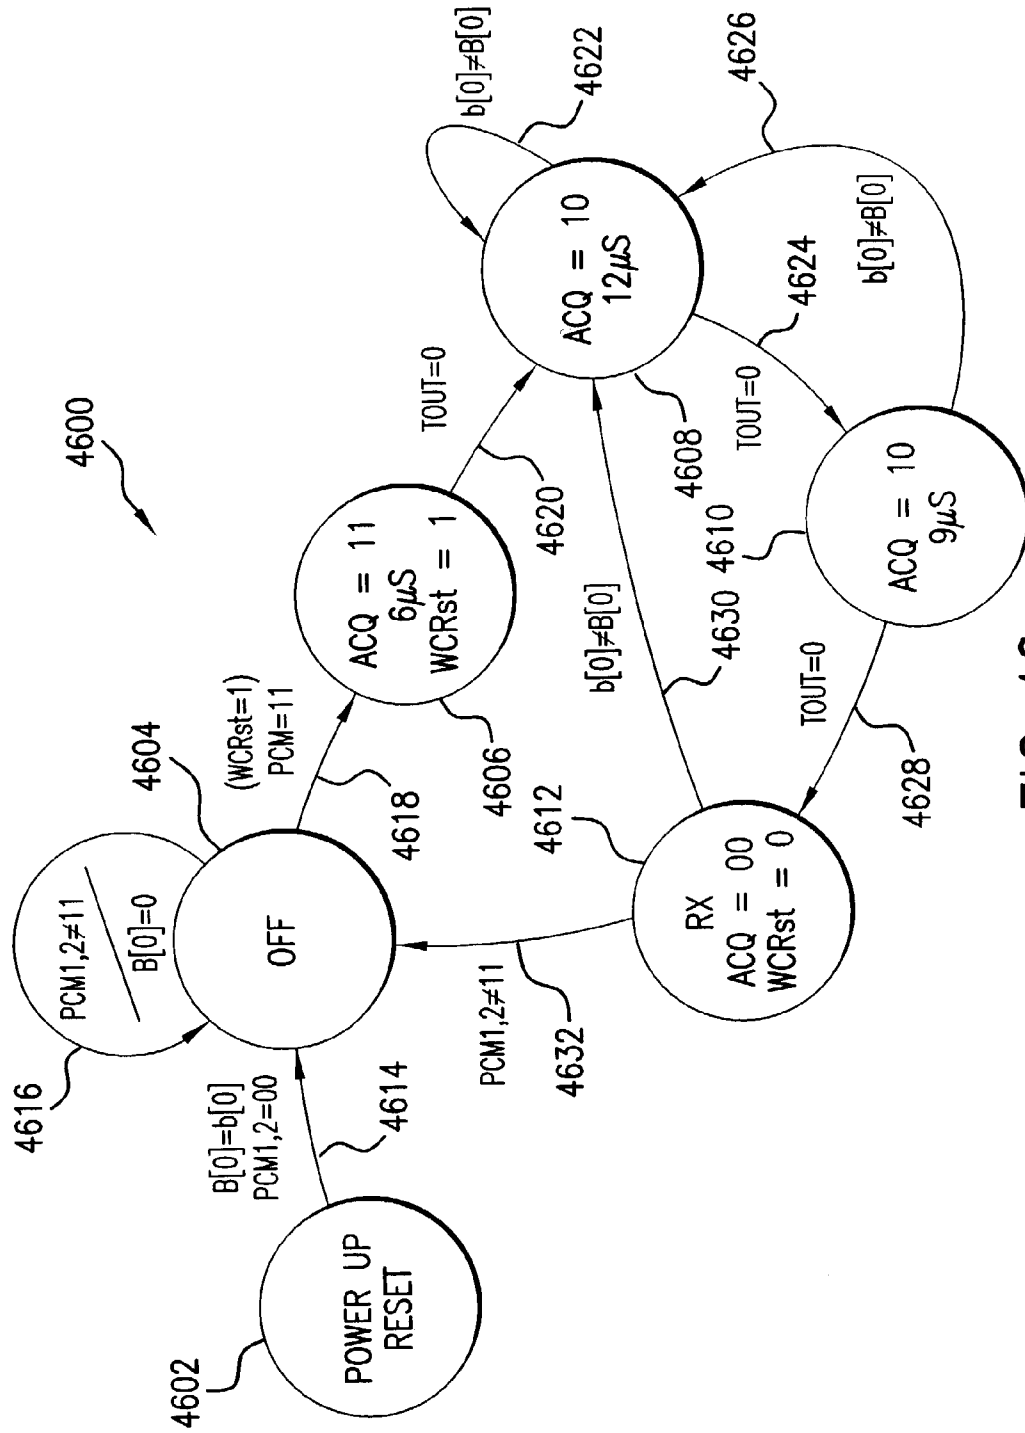 4600
4616
PCM1,2≠11
B[0]=0
4604
OFF
(WCRst=1)
PCM=11
4618
ACQ = 11
6µS
WCRst = 1
4606
TOUT=0
4620
b[0]≠B[0]
4622
ACQ = 10
12µS
4608
4626
b[0]≠B[0]
4624
TOUT=0
4610
ACQ = 10
9µS
TOUT=0
4628
b[0]≠B[0]
4630
4612
RX
ACQ = 00
WCRst = 0
PCM1,2≠11
4632
B[0]=b[0]
PCM1,2=00
4614
POWER UP
RESET
4602